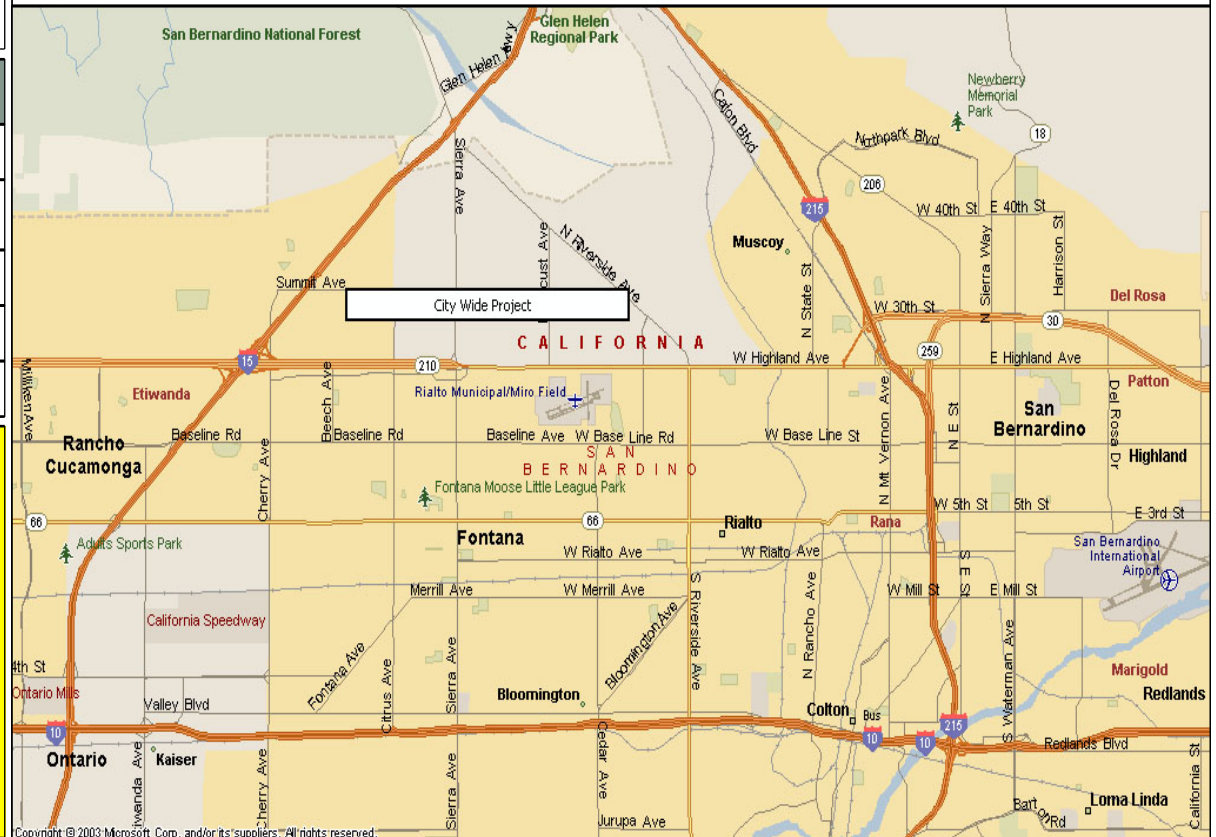 San Bernardino National Forest
Glen Helen
Regional Park
Glen Helen Hwy
Newberry
Memorial
Park
18
Cajon Blvd
Northpark Blvd
206
Sierra Ave
W 40th St
E 40th St
215
N Riverside Ave
Muscoy
N State St
N Sierra Way
Harrison St
Summit Ave
City Wide Project
W 30th St
Del Rosa
30
CALIFORNIA
15
210
W Highland Ave
259
E Highland Ave
Milliken Ave
Etiwanda
Beech Ave
Rialto Municipal/Miro Field
Patton
San
Bernardino
Del Rosa Dr
Rancho
Cucamonga
Baseline Rd
Baseline Rd
Baseline Ave
W Base Line Rd
W Base Line St
N Mt Vernon Ave
N E St
Highland
SAN
BERNARDINO
Cherry Ave
Fontana Moose Little League Park
W 5th St
5th St
E 3rd St
66
66
Rialto
Rana
Fontana
Adults Sports Park
W Rialto Ave
W Rialto Ave
San Bernardino
International
Airport
S E St
Merrill Ave
W Merrill Ave
W Mill St
E Mill St
California Speedway
S Riverside Ave
Bloomington Ave
N Rancho Ave
S Waterman Ave
4th St
Fontana Ave
Citrus Ave
Sierra Ave
Marigold
Ontario Mills
Valley Blvd
Bloomington
Redlands
Colton
Bus
10
10
10
215
Redlands Blvd
Ontario
Kaiser
Cherry Ave
Sierra Ave
Cedar Ave
California St
Loma Linda
Barton Rd
Jurupa Ave
Copyright © 2003 Microsoft Corp. and/or its suppliers. All rights reserved.